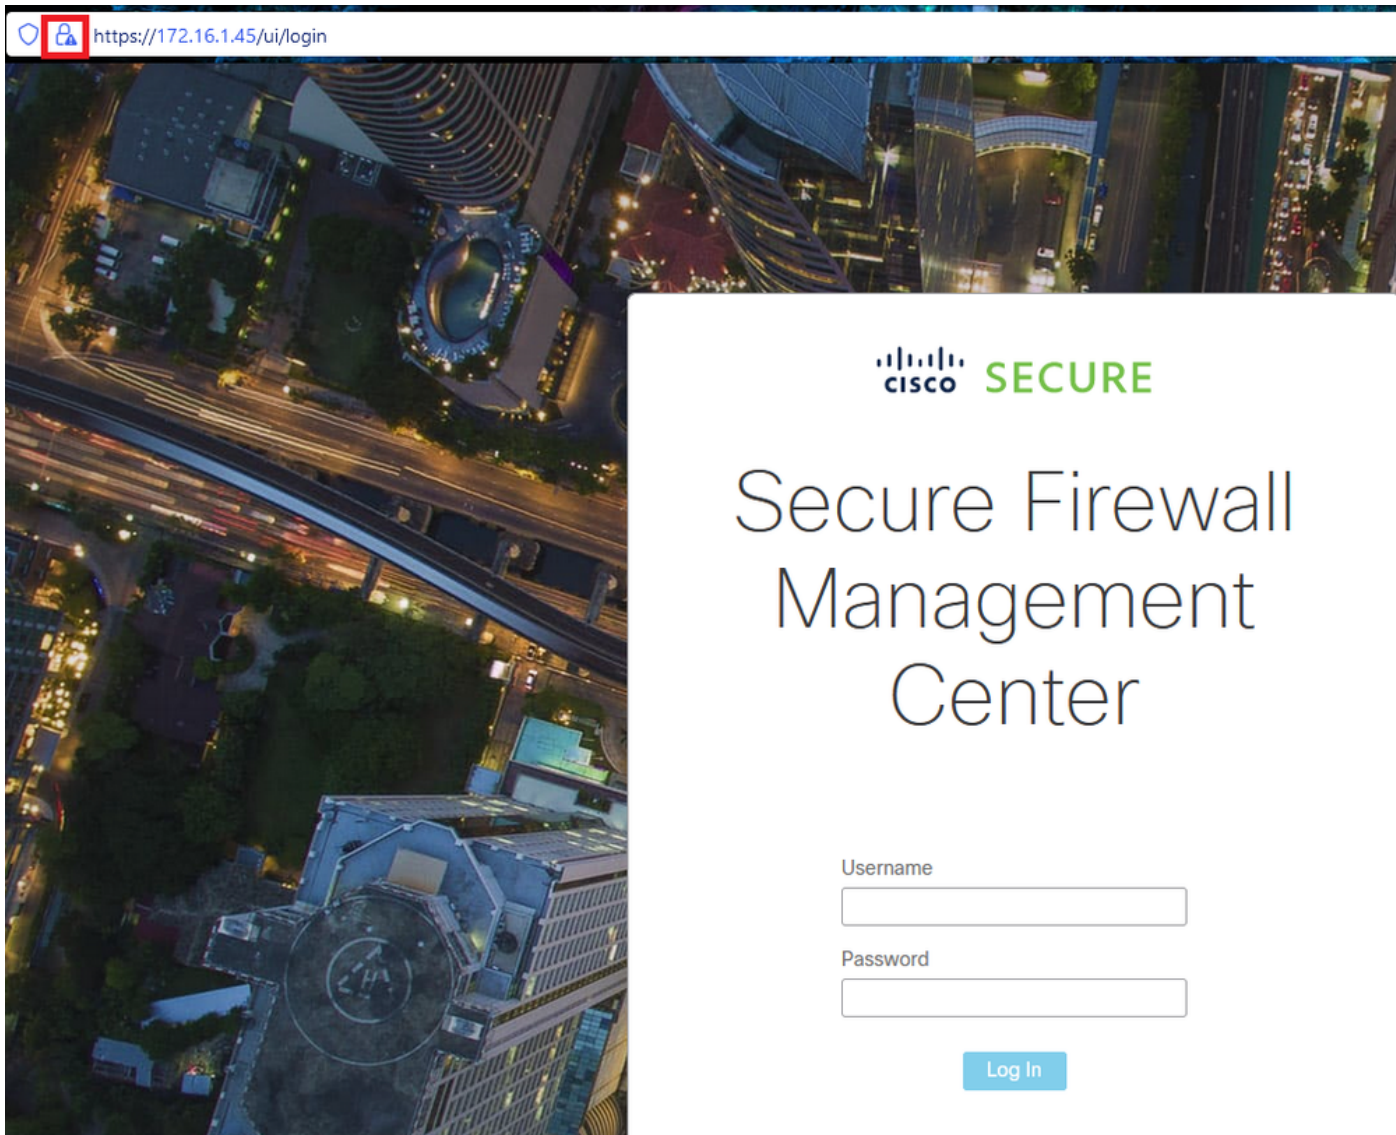 https://172.16.1.45/ui/login
CISCO SECURE
Secure Firewall
Management
Center
Username
Password
Log In